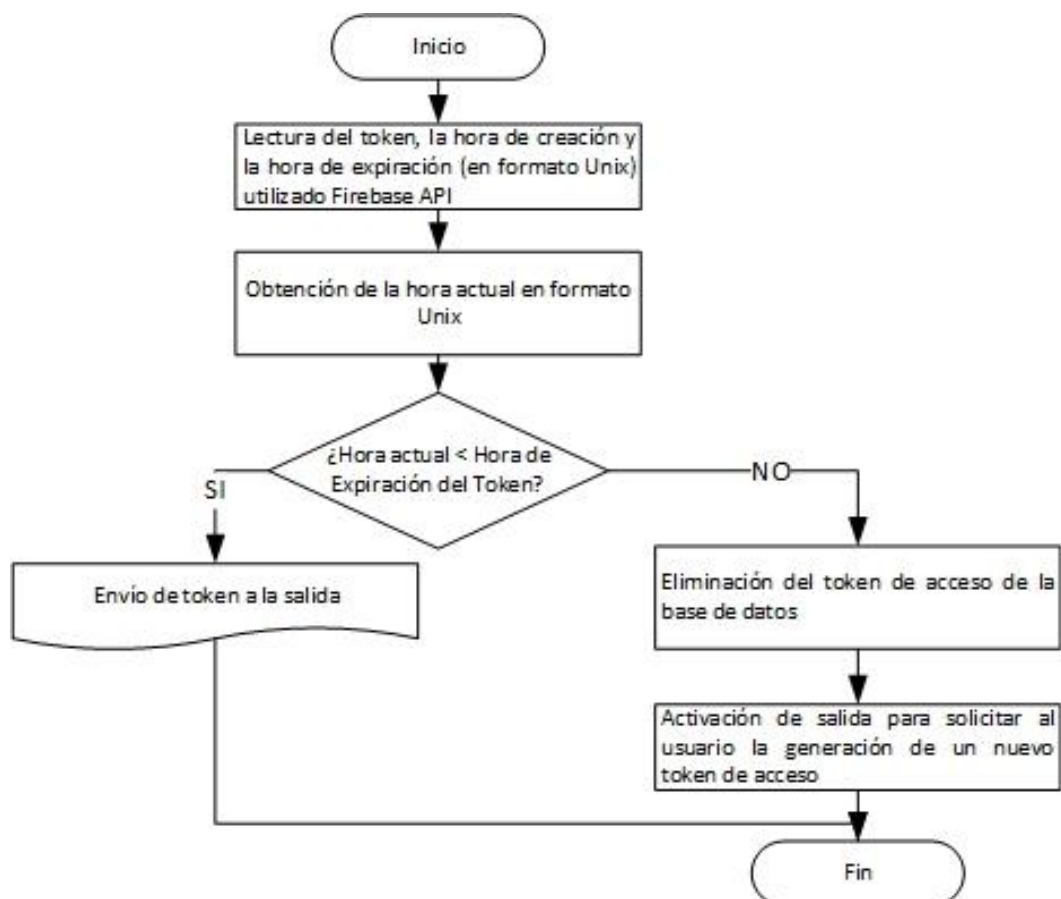 Inicio
Lectura del token, la hora de creación y
la hora de expiración (en formato Unix)
utilizado Firebase API
Obtención de la hora actual en formato
Unix
¿Hora actual < Hora de
Expiración del Token?
SI
NO
Envío de token a la salida
Eliminación del token de acceso de la
base de datos
Activación de salida para solicitar al
usuario la generación de un nuevo
token de acceso
Fin